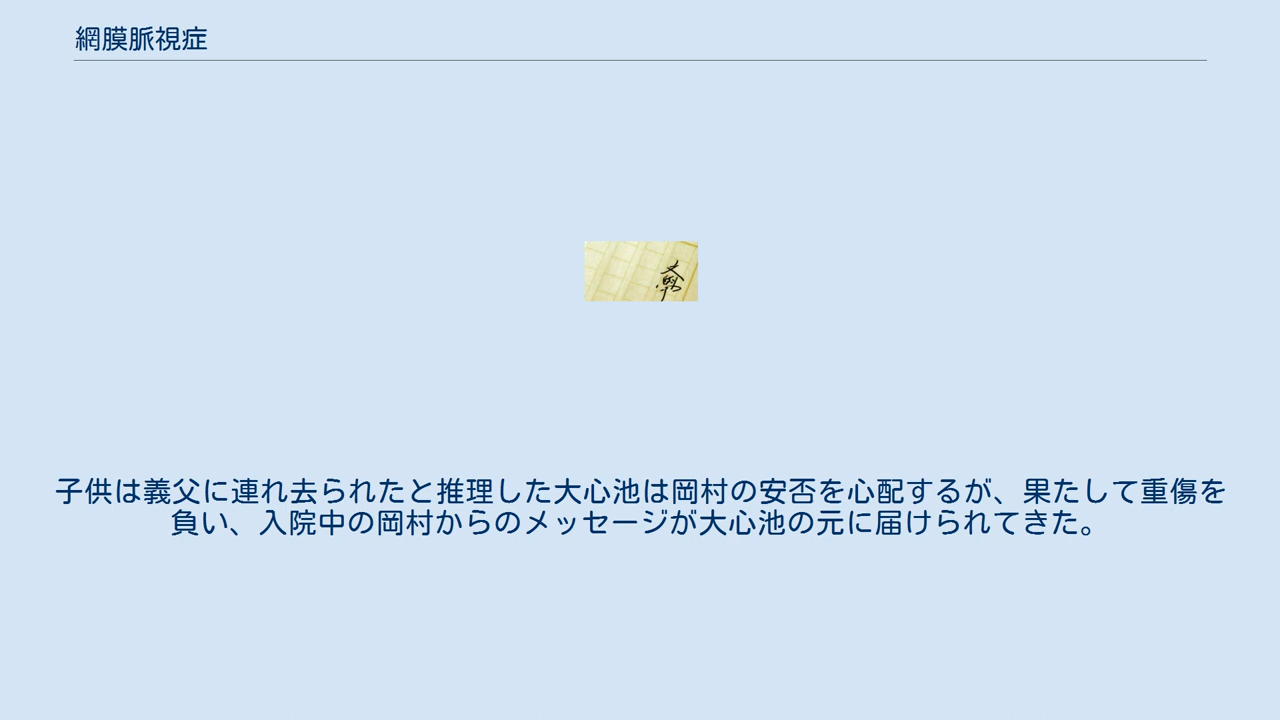 網膜脈視症
子供は義父に連れ去られたと推理した大心池は岡村の安否を心配するが、果たして重傷を
負い、入院中の岡村からのメッセージが大心池の元に届けられてきた。